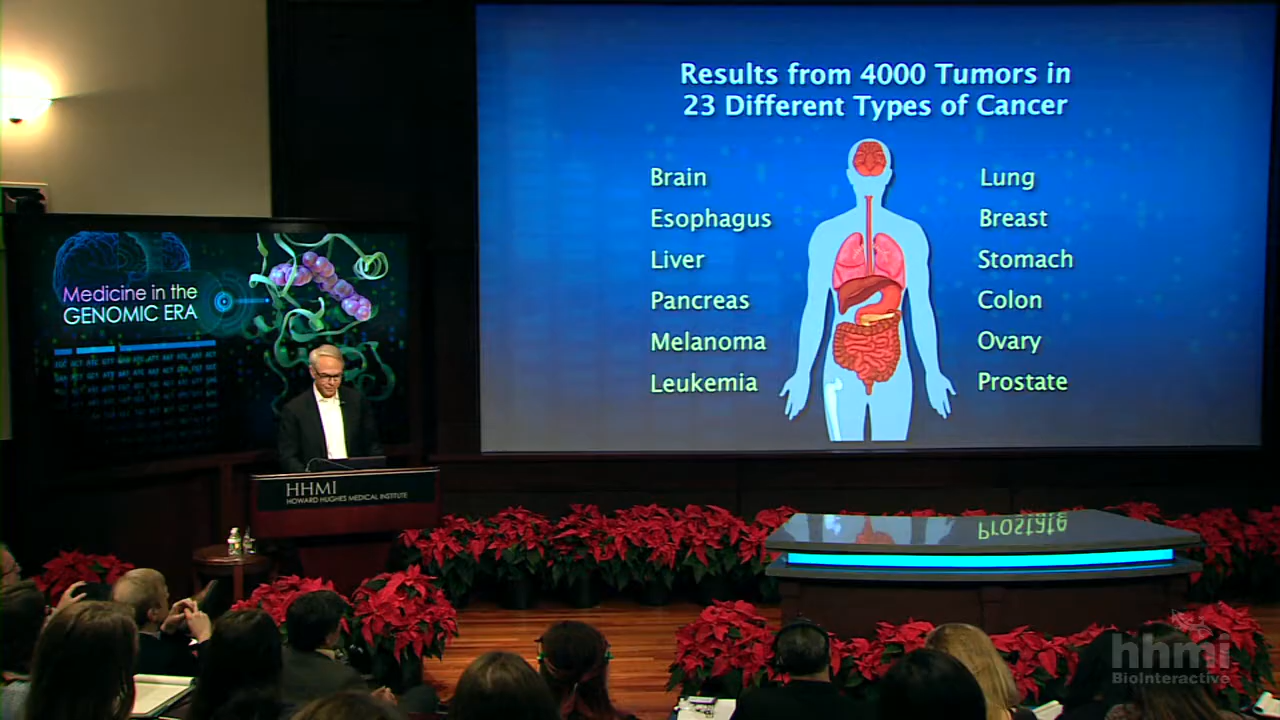 Results from 4000 Tumors in
23 Different Types of Cancer
Brain
Esophagus
Liver
Pancreas
Melanoma
Leukemia
Lung
Breast
Stomach
Colon
Ovary
Prostate
Medicine in the
GENOMIC ERA
HHMI
HOWARD HUGHES MEDICAL INSTITUTE
Prostate
hhmi
BioInteractive